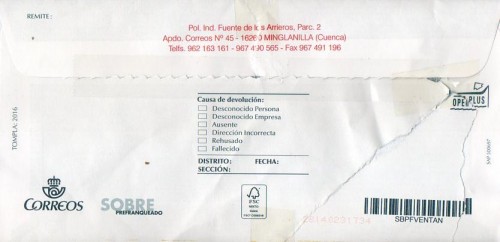 REMITE:
Pol. Ind. Fuente de los Arrieros, Parc. 2
Apdo. Correos Nº 45 - 16260 MINGLANILLA (Cuenca)
Telfs. 962 163 161 - 967 490 565 - Fax 967 491 196
TOMPLA: 2016
Causa de devolución:
Desconocido Persona
Desconocido Empresa
Ausente
Dirección Incorrecta
Rehusado
Fallecido
DISTRITO: FECHA:
SECCIÓN:
OPEN PLUS
CORREOS
SOBRE
PREFRANQUEADO
FSC
MIXTO
SBPFVENTAN